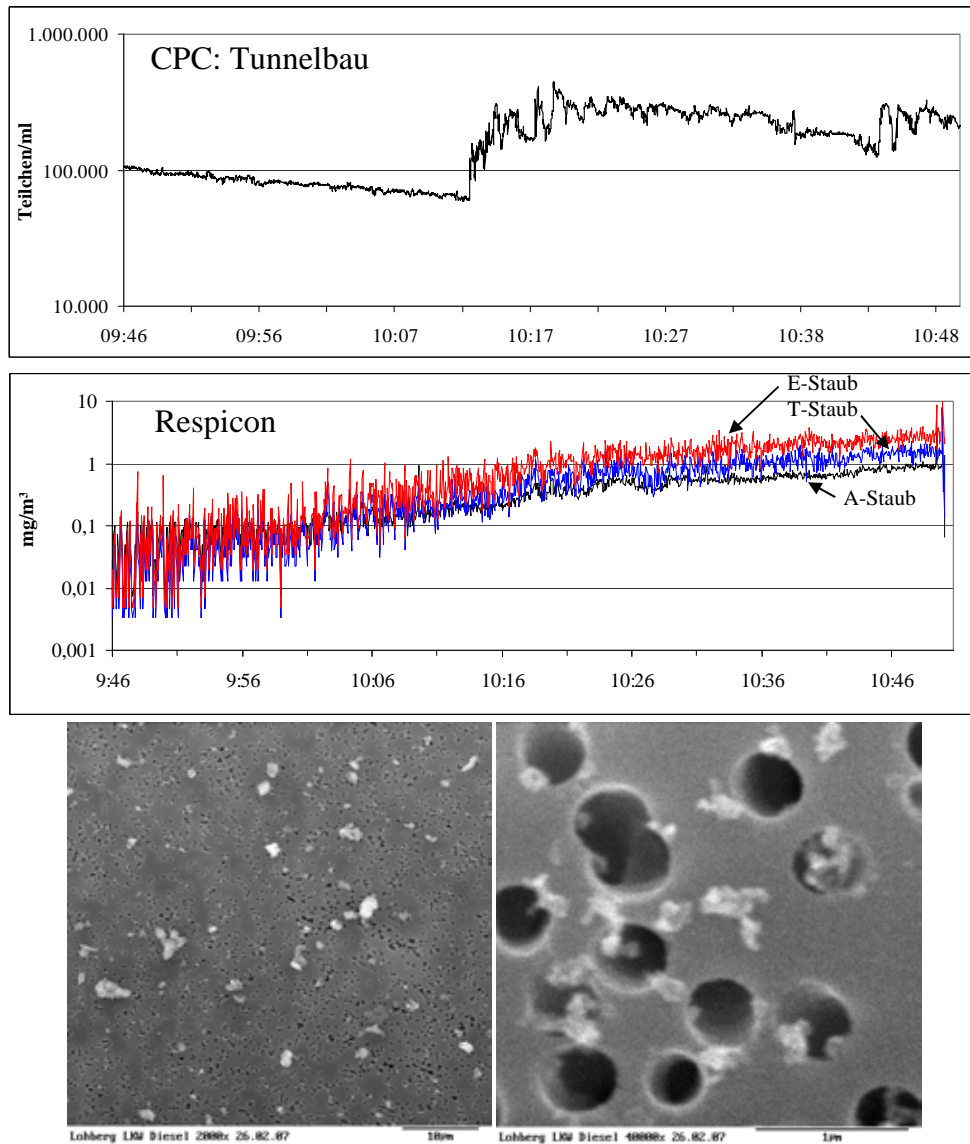 1.000.000
CPC: Tunnelbau
100.000
Teilchen/ml
10.000
09:46 09:56 10:07 10:17 10:27 10:38 10:48
E-Staub
10
Respicon
T-Staub
1
A-Staub
mg/m³
0,1
0,01
0,001
9:46 9:56 10:06 10:16 10:26 10:36 10:46
Lohberg LKW Diesel 2000x 26.02.07 10µm
Lohberg LKW Diesel 40000x 26.02.07 1µm